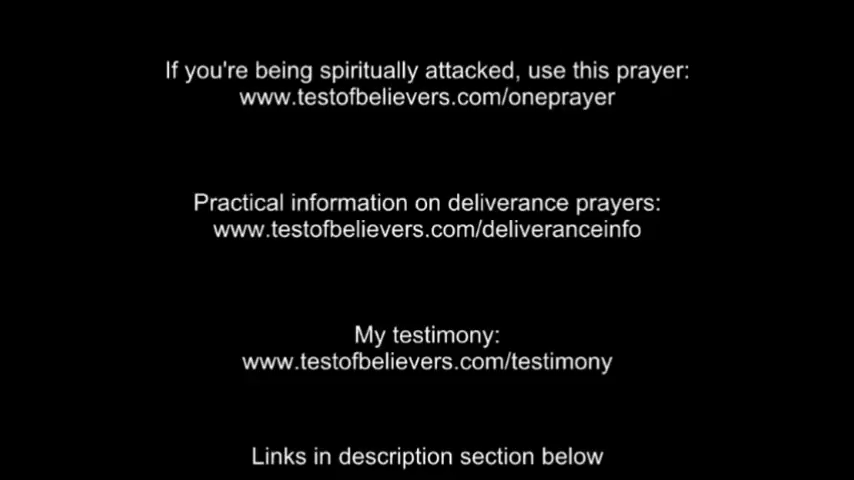 If you're being spiritually attacked, use this prayer:
www.testofbelievers.com/oneprayer
Practical information on deliverance prayers:
www.testofbelievers.com/deliveranceinfo
My testimony:
www.testofbelievers.com/testimony
Links in description section below